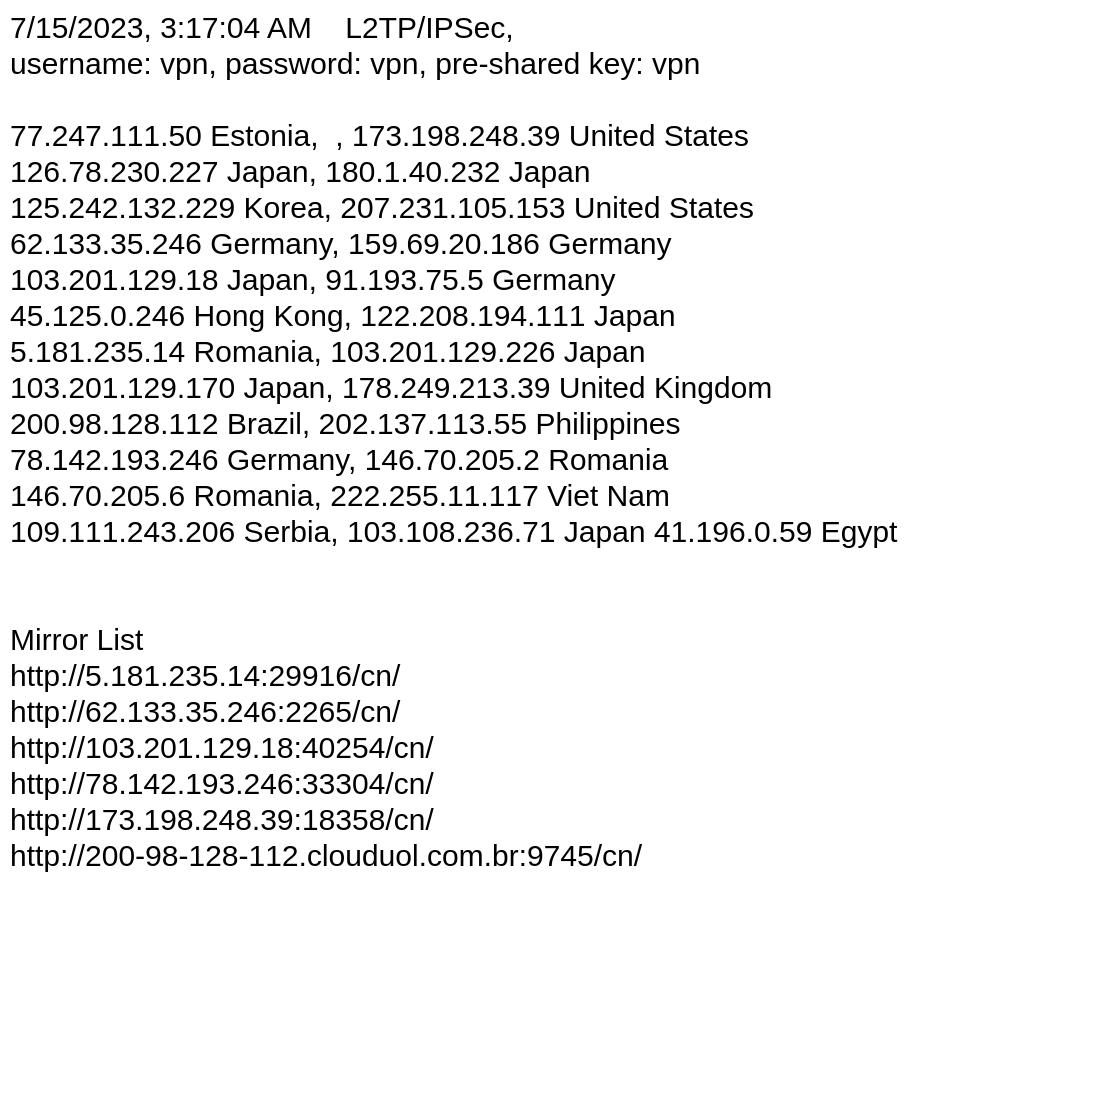 7/15/2023, 3:17:04 AM    L2TP/IPSec,
username: vpn, password: vpn, pre-shared key: vpn
77.247.111.50 Estonia,  , 173.198.248.39 United States
126.78.230.227 Japan, 180.1.40.232 Japan
125.242.132.229 Korea, 207.231.105.153 United States
62.133.35.246 Germany, 159.69.20.186 Germany
103.201.129.18 Japan, 91.193.75.5 Germany
45.125.0.246 Hong Kong, 122.208.194.111 Japan
5.181.235.14 Romania, 103.201.129.226 Japan
103.201.129.170 Japan, 178.249.213.39 United Kingdom
200.98.128.112 Brazil, 202.137.113.55 Philippines
78.142.193.246 Germany, 146.70.205.2 Romania
146.70.205.6 Romania, 222.255.11.117 Viet Nam
109.111.243.206 Serbia, 103.108.236.71 Japan 41.196.0.59 Egypt
Mirror List
http://5.181.235.14:29916/cn/
http://62.133.35.246:2265/cn/
http://103.201.129.18:40254/cn/
http://78.142.193.246:33304/cn/
http://173.198.248.39:18358/cn/
http://200-98-128-112.clouduol.com.br:9745/cn/